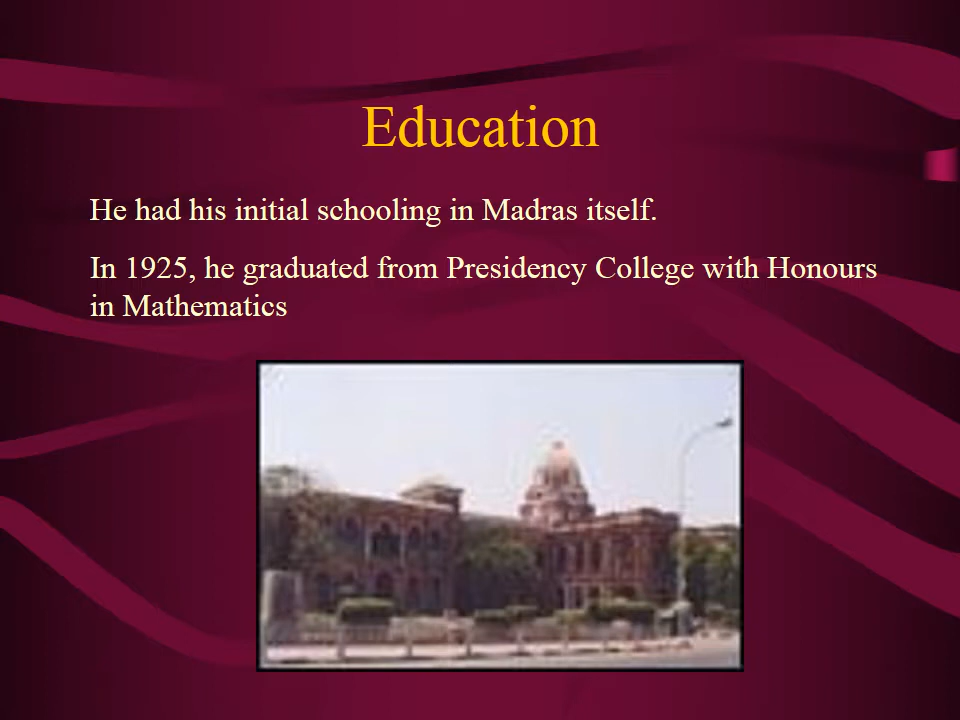 Education
He had his initial schooling in Madras itself.
In 1925, he graduated from Presidency College with Honours
in Mathematics